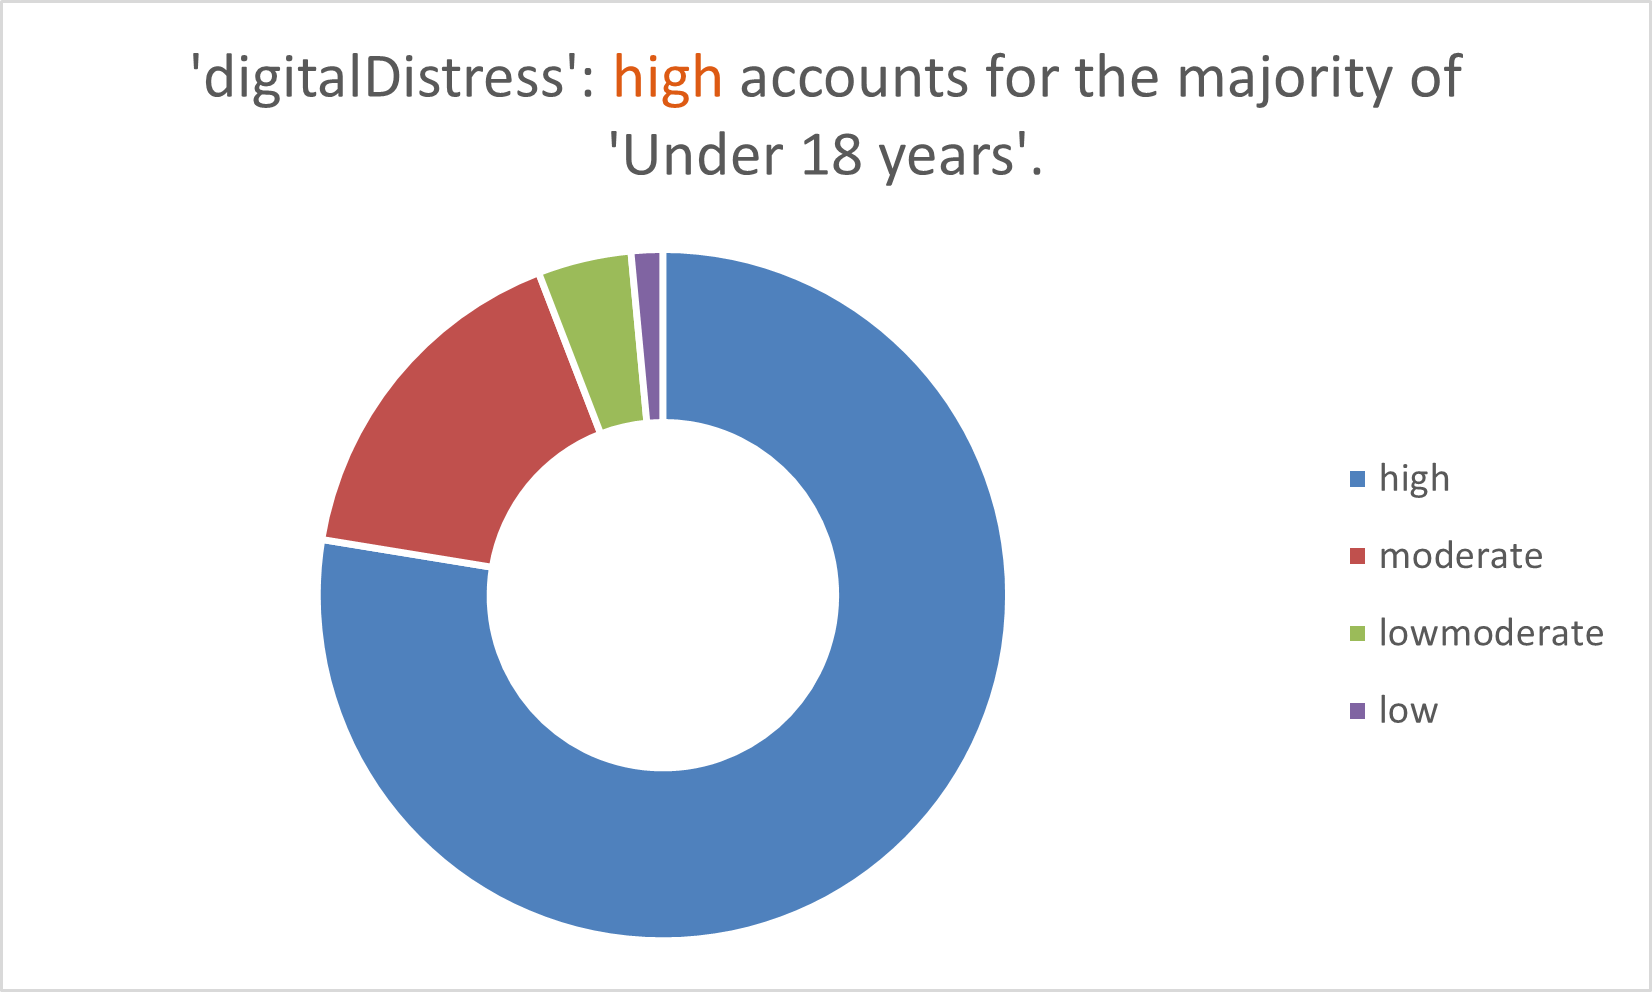 'digitalDistress': high accounts for the majority of
'Under 18 years'.
high
moderate
lowmoderate
low